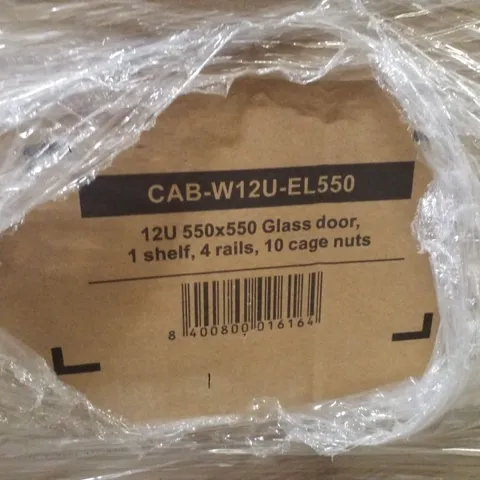 CAB-W12U-EL550
12U 550x550 Glass door,
1 shelf, 4 rails, 10 cage nuts
8 400800 016164